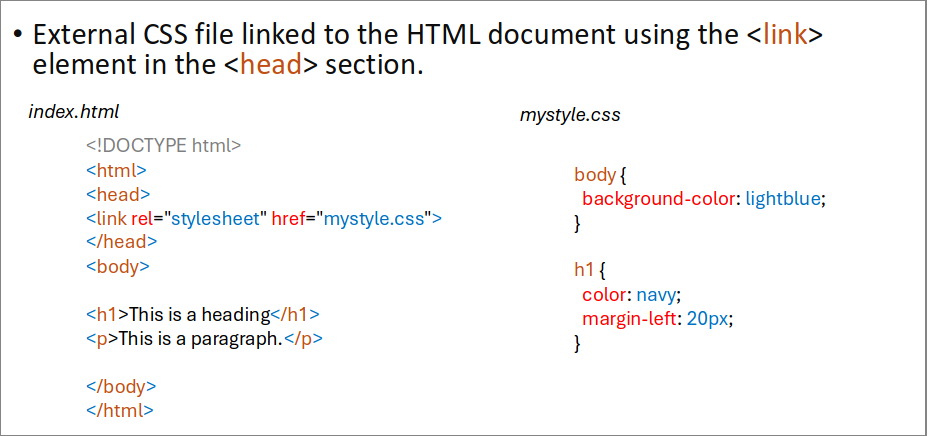 • External CSS file linked to the HTML document using the <link>
element in the <head> section.
index.html
<!DOCTYPE html>
<html>
<head>
<link rel="stylesheet" href="mystyle.css">
</head>
<body>
<h1>This is a heading</h1>
<p>This is a paragraph.</p>
</body>
</html>
mystyle.css
body {
  background-color: lightblue;
}
h1 {
  color: navy;
  margin-left: 20px;
}